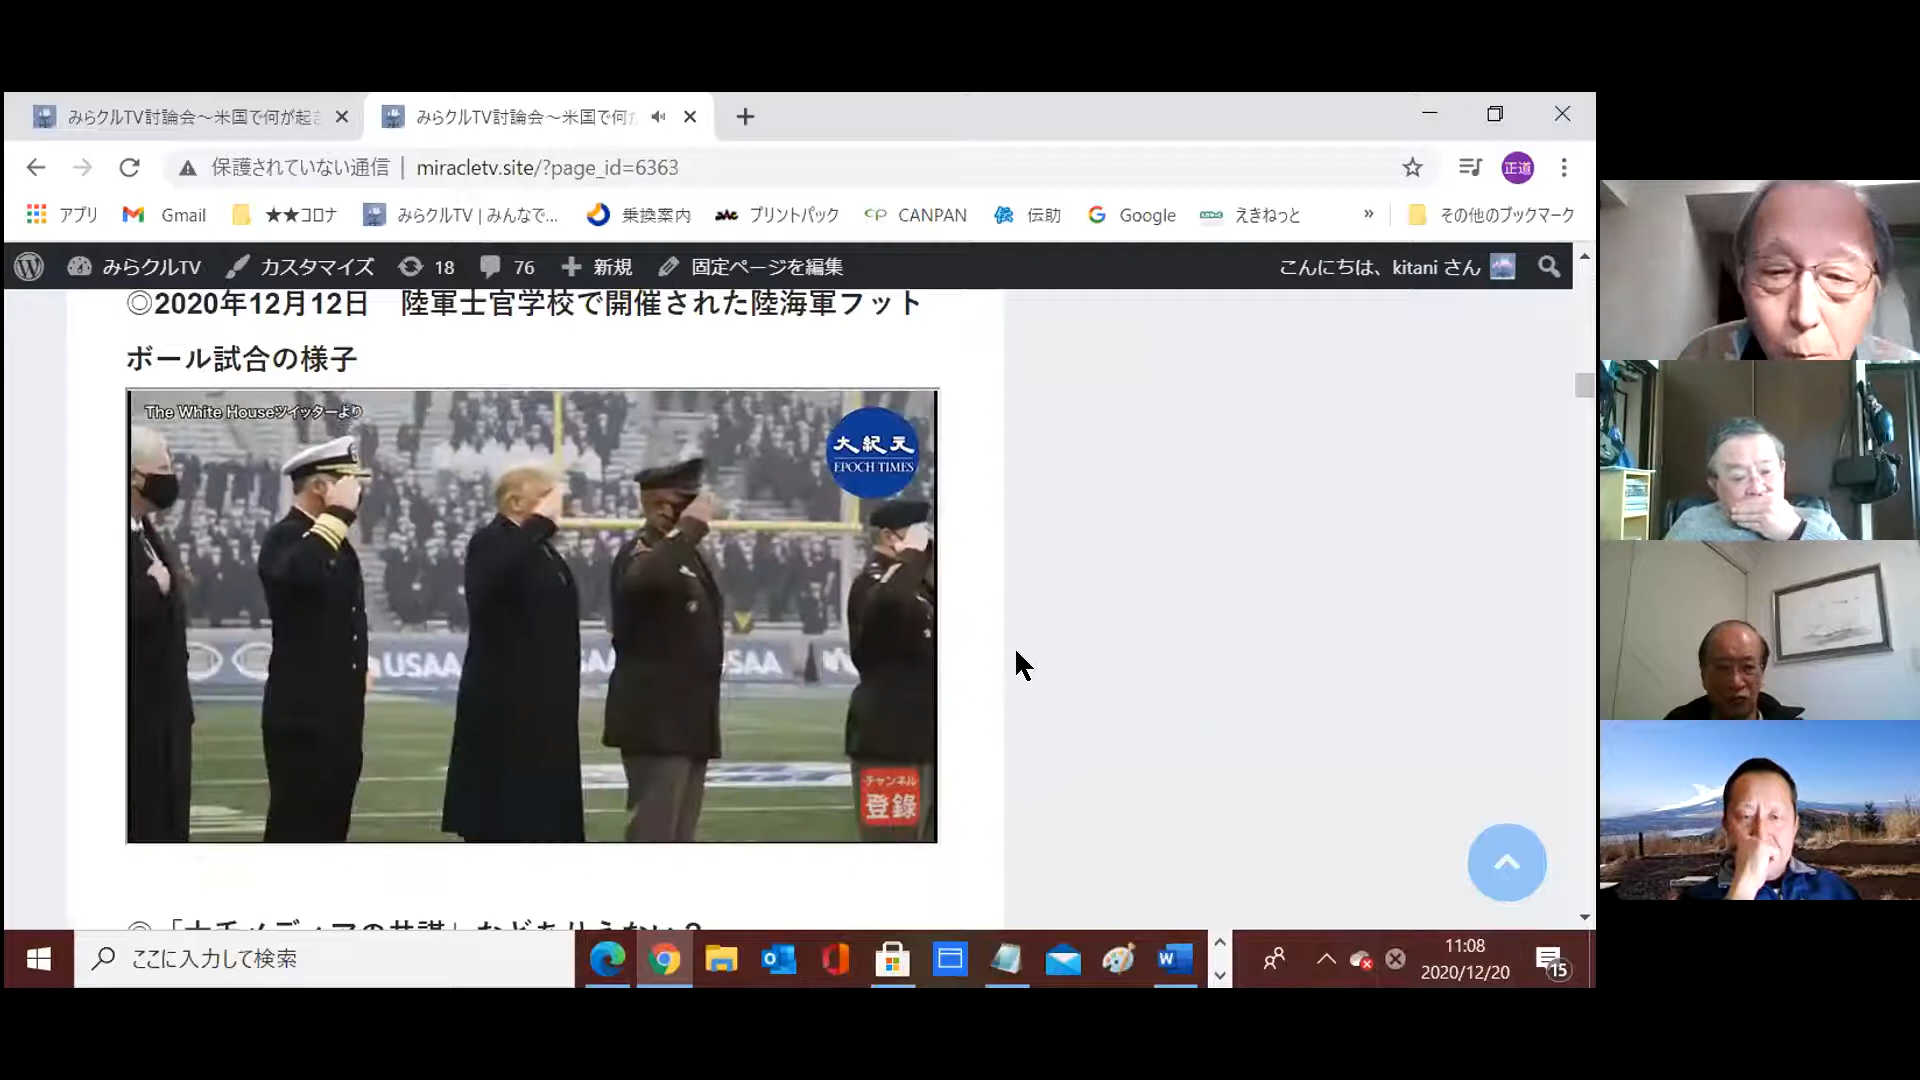 みらクルTV討論会～米国で何が起き
みらクルTV討論会～米国で何が
保護されていない通信 | miracletv.site/?page_id=6363
正道
アプリ Gmail ★★コロナ みらクルTV | みんなで... 乗換案内 プリントパック CANPAN 伝助 Google えきねっと » その他のブックマーク
みらクルTV カスタマイズ 18 76 新規 固定ページを編集 こんにちは、kitani さん
◎2020年12月12日 陸軍士官学校で開催された陸海軍フット
ボール試合の様子
The White Houseツイッターより
大紀元
EPOCH TIMES
USAA
チャンネル
登録
ここに入力して検索
11:08
2020/12/20
15